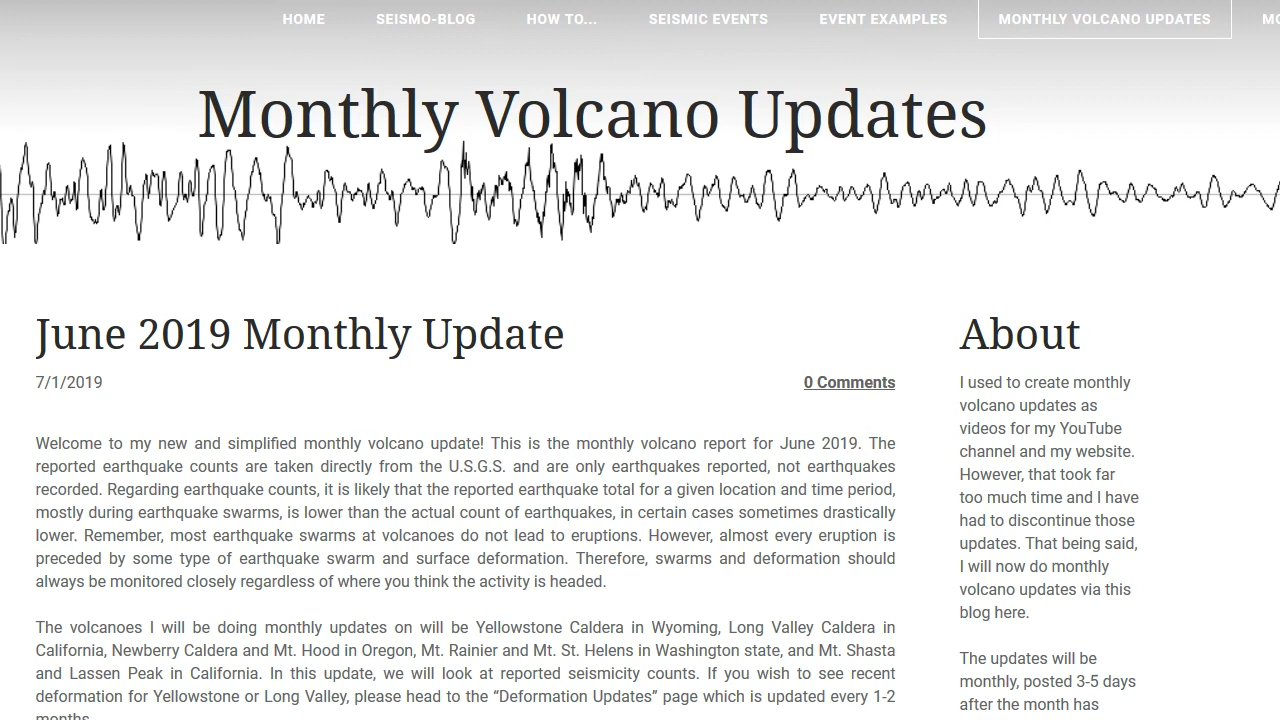 HOME SEISMO-BLOG HOW TO... SEISMIC EVENTS EVENT EXAMPLES MONTHLY VOLCANO UPDATES
Monthly Volcano Updates
June 2019 Monthly Update
7/1/2019 0 Comments
Welcome to my new and simplified monthly volcano update! This is the monthly volcano report for June 2019. The
reported earthquake counts are taken directly from the U.S.G.S. and are only earthquakes reported, not earthquakes
recorded. Regarding earthquake counts, it is likely that the reported earthquake total for a given location and time period,
mostly during earthquake swarms, is lower than the actual count of earthquakes, in certain cases sometimes drastically
lower. Remember, most earthquake swarms at volcanoes do not lead to eruptions. However, almost every eruption is
preceded by some type of earthquake swarm and surface deformation. Therefore, swarms and deformation should
always be monitored closely regardless of where you think the activity is headed.
The volcanoes I will be doing monthly updates on will be Yellowstone Caldera in Wyoming, Long Valley Caldera in
California, Newberry Caldera and Mt. Hood in Oregon, Mt. Rainier and Mt. St. Helens in Washington state, and Mt. Shasta
and Lassen Peak in California. In this update, we will look at reported seismicity counts. If you wish to see recent
deformation for Yellowstone or Long Valley, please head to the “Deformation Updates” page which is updated every 1-2
months.
About
I used to create monthly
volcano updates as
videos for my YouTube
channel and my website.
However, that took far
too much time and I have
had to discontinue those
updates. That being said,
I will now do monthly
volcano updates via this
blog here.
The updates will be
monthly, posted 3-5 days
after the month has